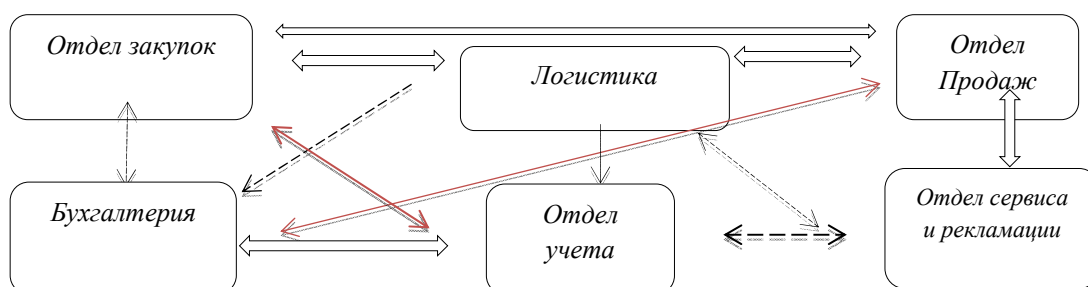 Отдел закупок
Логистика
Отдел
Продаж
Бухгалтерия
Отдел
учета
Отдел сервиса
и рекламации